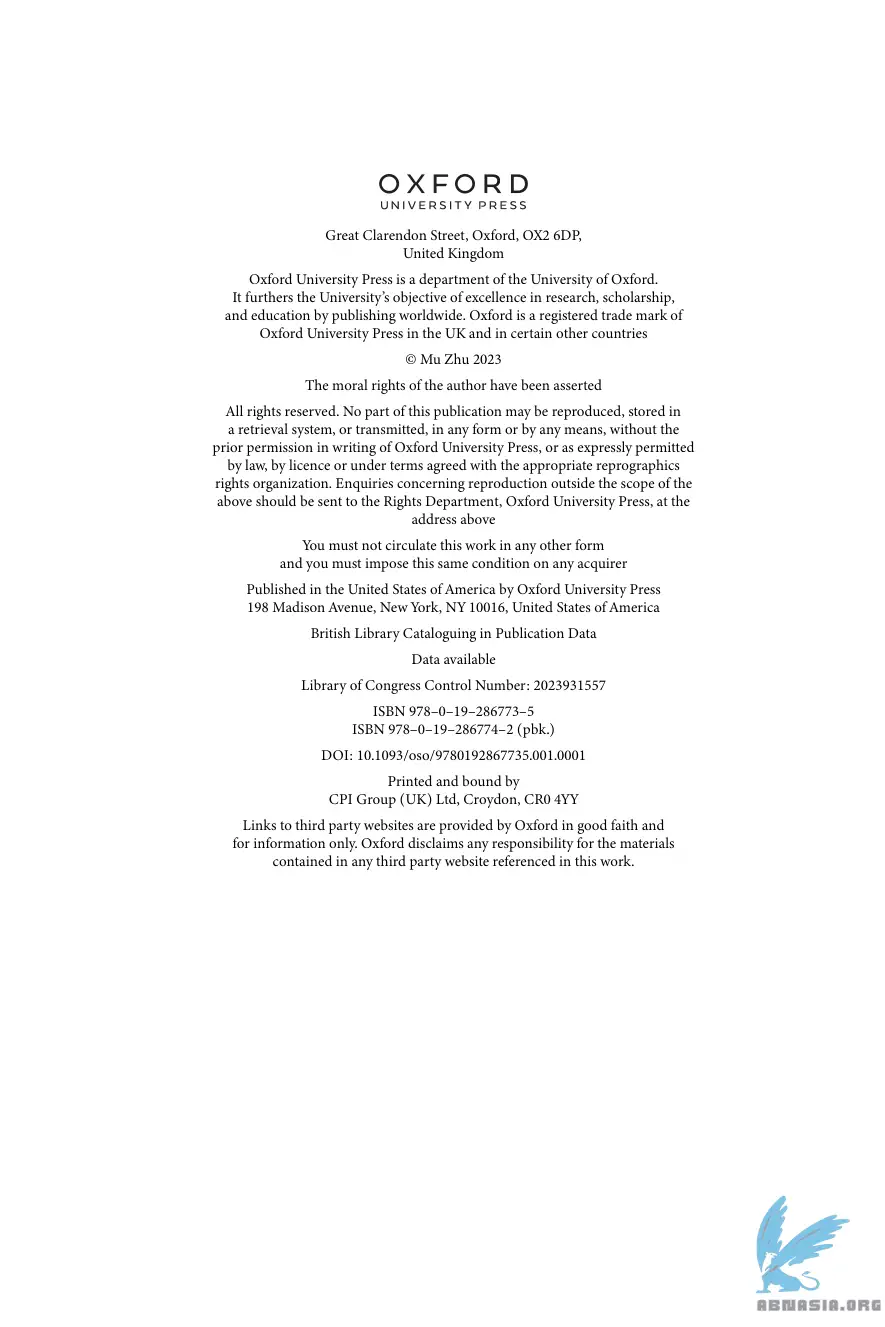 OXFORD
UNIVERSITY PRESS
Great Clarendon Street, Oxford, OX2 6DP,
United Kingdom
Oxford University Press is a department of the University of Oxford.
It furthers the University’s objective of excellence in research, scholarship,
and education by publishing worldwide. Oxford is a registered trade mark of
Oxford University Press in the UK and in certain other countries
© Mu Zhu 2023
The moral rights of the author have been asserted
All rights reserved. No part of this publication may be reproduced, stored in
a retrieval system, or transmitted, in any form or by any means, without the
prior permission in writing of Oxford University Press, or as expressly permitted
by law, by licence or under terms agreed with the appropriate reprographics
rights organization. Enquiries concerning reproduction outside the scope of the
above should be sent to the Rights Department, Oxford University Press, at the
address above
You must not circulate this work in any other form
and you must impose this same condition on any acquirer
Published in the United States of America by Oxford University Press
198 Madison Avenue, New York, NY 10016, United States of America
British Library Cataloguing in Publication Data
Data available
Library of Congress Control Number: 2023931557
ISBN 978–0–19–286773–5
ISBN 978–0–19–286774–2 (pbk.)
DOI: 10.1093/oso/9780192867735.001.0001
Printed and bound by
CPI Group (UK) Ltd, Croydon, CR0 4YY
Links to third party websites are provided by Oxford in good faith and
for information only. Oxford disclaims any responsibility for the materials
contained in any third party website referenced in this work.
ABNASIA.ORG